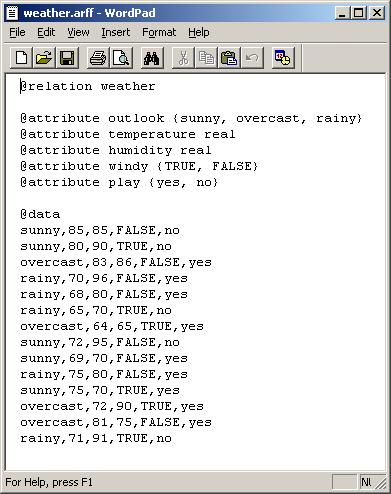 weather.arff - WordPad
File Edit View Insert Format Help
@relation weather
@attribute outlook {sunny, overcast, rainy}
@attribute temperature real
@attribute humidity real
@attribute windy {TRUE, FALSE}
@attribute play {yes, no}
@data
sunny,85,85,FALSE,no
sunny,80,90,TRUE,no
overcast,83,86,FALSE,yes
rainy,70,96,FALSE,yes
rainy,68,80,FALSE,yes
rainy,65,70,TRUE,no
overcast,64,65,TRUE,yes
sunny,72,95,FALSE,no
sunny,69,70,FALSE,yes
rainy,75,80,FALSE,yes
sunny,75,70,TRUE,yes
overcast,72,90,TRUE,yes
overcast,81,75,FALSE,yes
rainy,71,91,TRUE,no
For Help, press F1